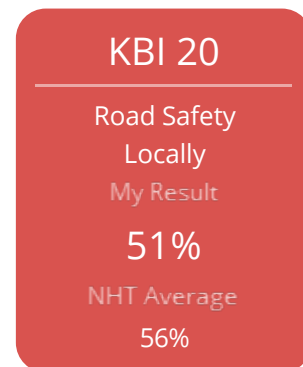 KBI 20
Road Safety
Locally
My Result
51%
NHT Average
56%